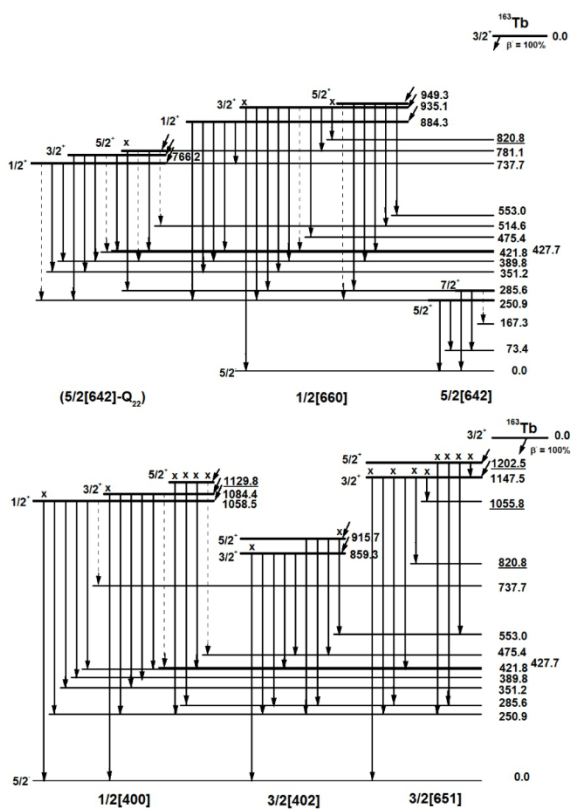 ¹⁶³Tb
3/2⁺ 0.0
β⁻ = 100%
5/2⁺ 949.3
3/2⁺ x x 935.1
1/2⁺ 884.3
820.8
5/2⁺ x 781.1
3/2⁺ 766.2
1/2⁺ 737.7
553.0
514.6
475.4
421.8 427.7
389.8
351.2
7/2⁺ 285.6
5/2⁺ 250.9
167.3
73.4
5/2⁻ 0.0
(5/2[642]-Q₂₂) 1/2[660] 5/2[642]
¹⁶³Tb
3/2⁺ 0.0
β⁻ = 100%
5/2⁺ x x x x 1202.5
3/2⁺ x x x x 1147.5
5/2⁺ x x x x 1129.8
3/2⁺ x 1084.4
1/2⁺ x 1058.5
1055.8
5/2⁺ x 915.7
3/2⁺ x 859.3
820.8
737.7
553.0
475.4
421.8 427.7
389.8
351.2
285.6
250.9
5/2⁻ 0.0
1/2[400] 3/2[402] 3/2[651]